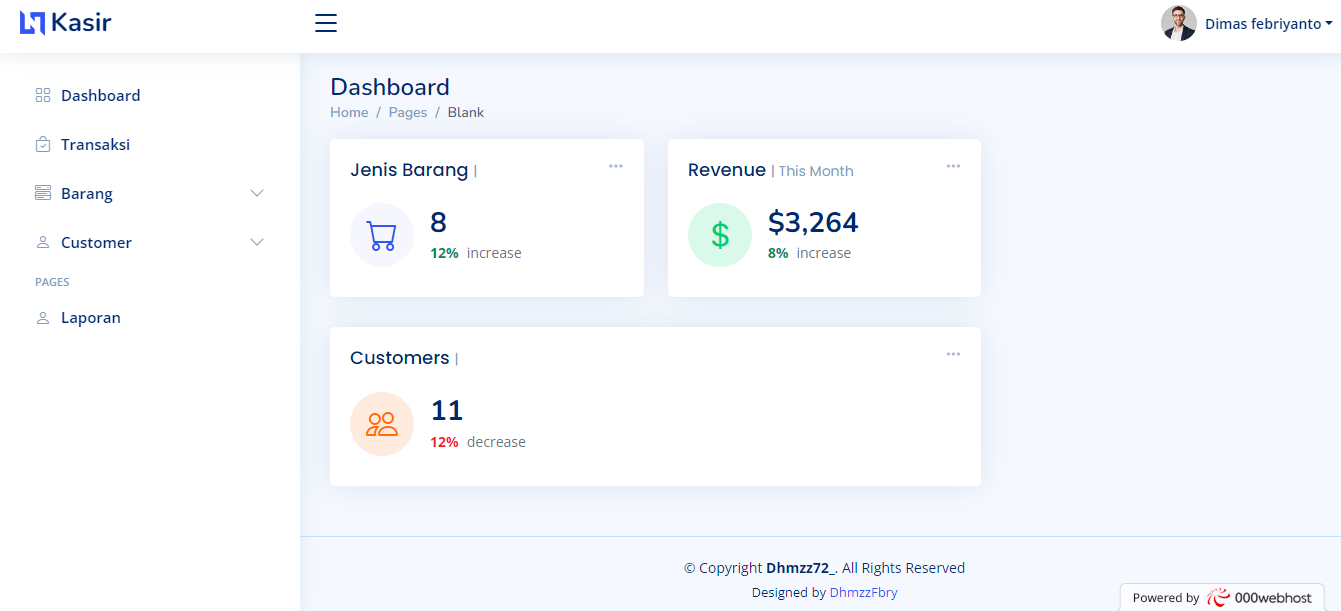 Kasir
Dimas febriyanto
Dashboard
Transaksi
Barang
Customer
PAGES
Laporan
Dashboard
Home / Pages / Blank
Jenis Barang |
8
12% increase
Revenue | This Month
$3,264
8% increase
Customers |
11
12% decrease
© Copyright Dhmzz72_. All Rights Reserved
Designed by DhmzzFbry
Powered by 000webhost